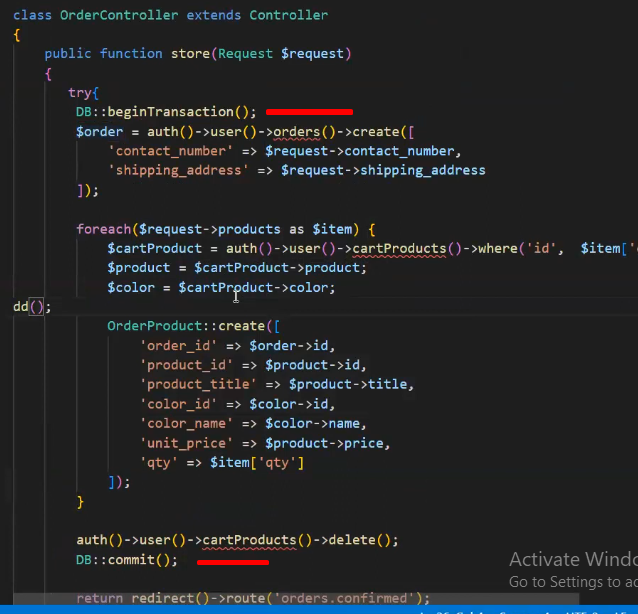 class OrderController extends Controller
{
    public function store(Request $request)
    {
       try{
        DB::beginTransaction();
        $order = auth()->user()->orders()->create([
            'contact_number' => $request->contact_number,
            'shipping_address' => $request->shipping_address
        ]);
        foreach($request->products as $item) {
            $cartProduct = auth()->user()->cartProducts()->where('id',  $item['
            $product = $cartProduct->product;
            $color = $cartProduct->color;
dd();
            OrderProduct::create([
                'order_id' => $order->id,
                'product_id' => $product->id,
                'product_title' => $product->title,
                'color_id' => $color->id,
                'color_name' => $color->name,
                'unit_price' => $product->price,
                'qty' => $item['qty']
            ]);
        }
        auth()->user()->cartProducts()->delete();
        DB::commit();
Activate Windo
Go to Settings to a
        return redirect()->route('orders.confirmed');